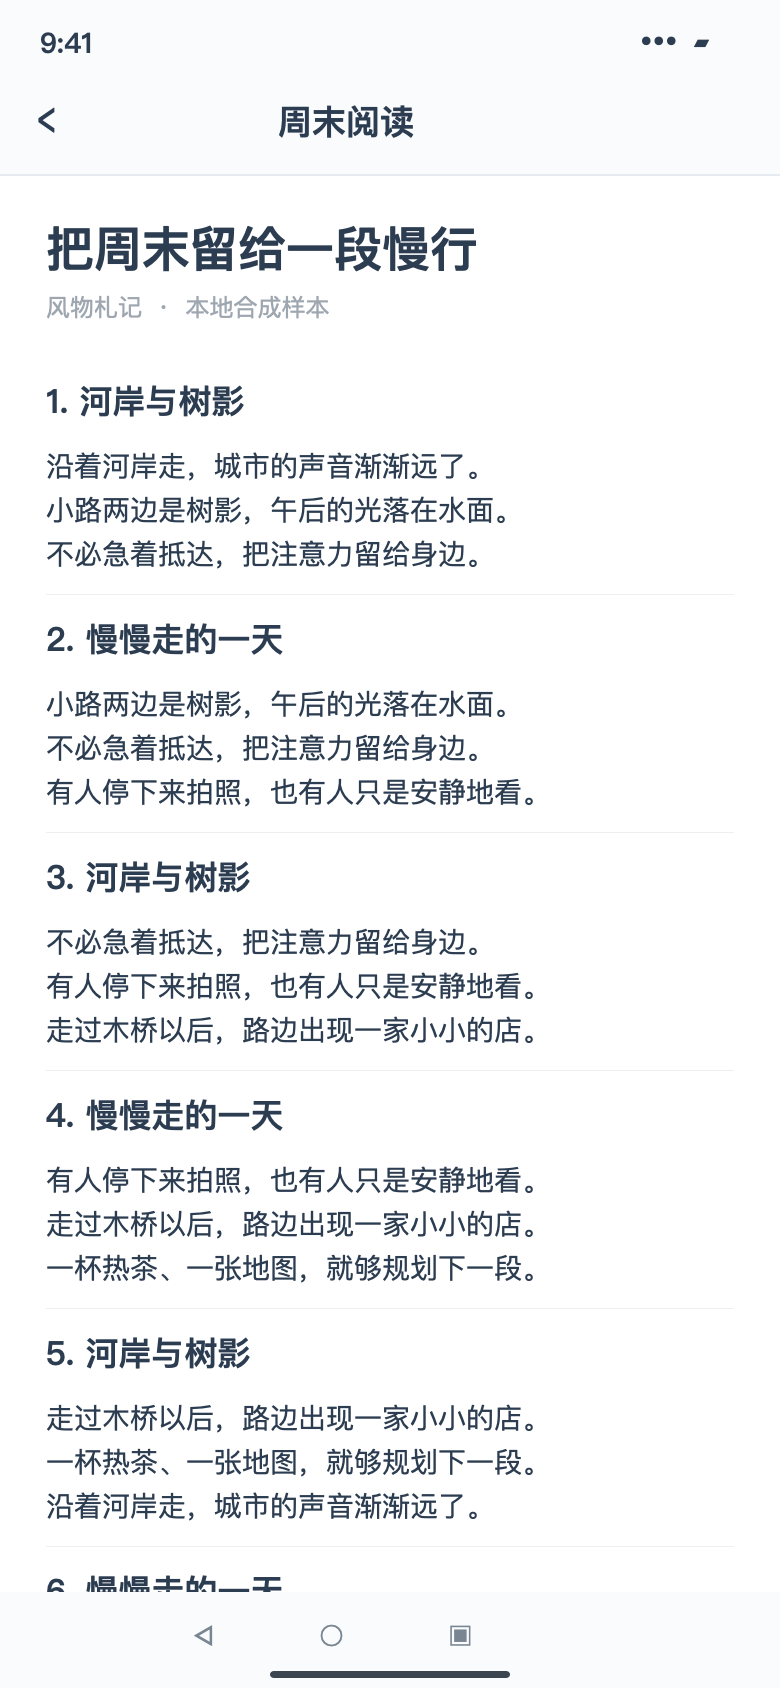 9:41
周末阅读
把周末留给一段慢行
风物札记 · 本地合成样本
1. 河岸与树影
沿着河岸走，城市的声音渐渐远了。
小路两边是树影，午后的光落在水面。
不必急着抵达，把注意力留给身边。
2. 慢慢走的一天
小路两边是树影，午后的光落在水面。
不必急着抵达，把注意力留给身边。
有人停下来拍照，也有人只是安静地看。
3. 河岸与树影
不必急着抵达，把注意力留给身边。
有人停下来拍照，也有人只是安静地看。
走过木桥以后，路边出现一家小小的店。
4. 慢慢走的一天
有人停下来拍照，也有人只是安静地看。
走过木桥以后，路边出现一家小小的店。
一杯热茶、一张地图，就够规划下一段。
5. 河岸与树影
走过木桥以后，路边出现一家小小的店。
一杯热茶、一张地图，就够规划下一段。
沿着河岸走，城市的声音渐渐远了。
6. 慢慢走的一天